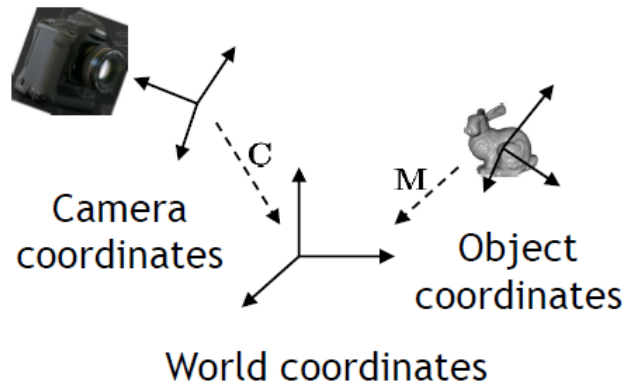 C
M
Camera
coordinates
Object
coordinates
World coordinates